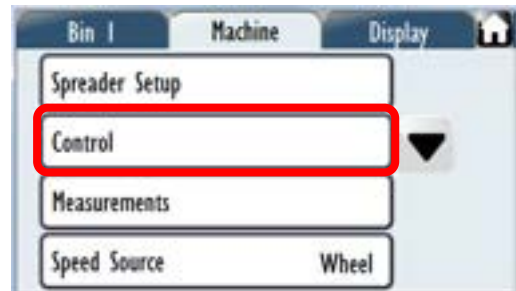 Bin 1 Machine Display
Spreader Setup
Control
Measurements
Speed Source Wheel